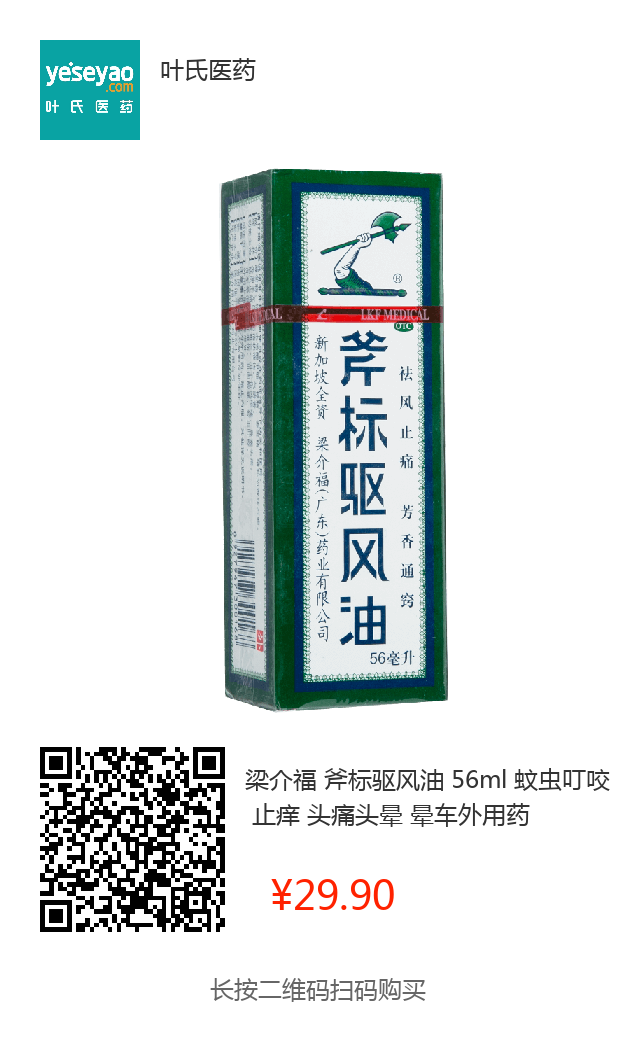 yeseyao
.com
叶氏医药
叶氏医药
®
LKF MEDICAL
OTC
斧标驱风油
祛风止痛 芳香通窍
新加坡全資 梁介福(广东)药业有限公司
56毫升
梁介福 斧标驱风油 56ml 蚊虫叮咬
止痒 头痛头晕 晕车外用药
¥29.90
长按二维码扫码购买